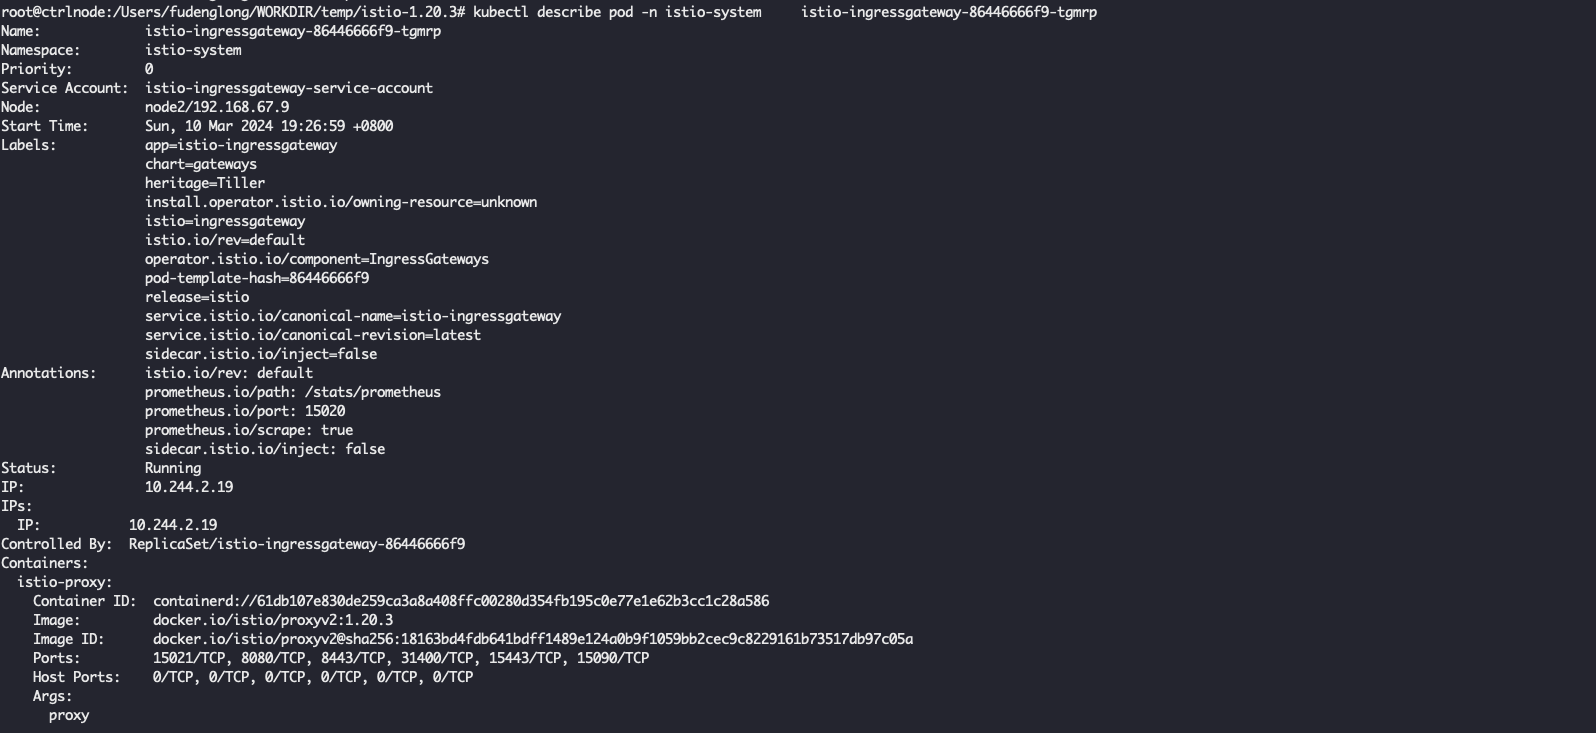 root@ctrlnode:/Users/fudenglong/WORKDIR/temp/istio-1.20.3# kubectl describe pod -n istio-system     istio-ingressgateway-86446666f9-tgmrp
Name:             istio-ingressgateway-86446666f9-tgmrp
Namespace:        istio-system
Priority:         0
Service Account:  istio-ingressgateway-service-account
Node:             node2/192.168.67.9
Start Time:       Sun, 10 Mar 2024 19:26:59 +0800
Labels:           app=istio-ingressgateway
                  chart=gateways
                  heritage=Tiller
                  install.operator.istio.io/owning-resource=unknown
                  istio=ingressgateway
                  istio.io/rev=default
                  operator.istio.io/component=IngressGateways
                  pod-template-hash=86446666f9
                  release=istio
                  service.istio.io/canonical-name=istio-ingressgateway
                  service.istio.io/canonical-revision=latest
                  sidecar.istio.io/inject=false
Annotations:      istio.io/rev: default
                  prometheus.io/path: /stats/prometheus
                  prometheus.io/port: 15020
                  prometheus.io/scrape: true
                  sidecar.istio.io/inject: false
Status:           Running
IP:               10.244.2.19
IPs:
  IP:           10.244.2.19
Controlled By:  ReplicaSet/istio-ingressgateway-86446666f9
Containers:
  istio-proxy:
    Container ID:  containerd://61db107e830de259ca3a8a408ffc00280d354fb195c0e77e1e62b3cc1c28a586
    Image:         docker.io/istio/proxyv2:1.20.3
    Image ID:      docker.io/istio/proxyv2@sha256:18163bd4fdb641bdff1489e124a0b9f1059bb2cec9c8229161b73517db97c05a
    Ports:         15021/TCP, 8080/TCP, 8443/TCP, 31400/TCP, 15443/TCP, 15090/TCP
    Host Ports:    0/TCP, 0/TCP, 0/TCP, 0/TCP, 0/TCP, 0/TCP
    Args:
      proxy